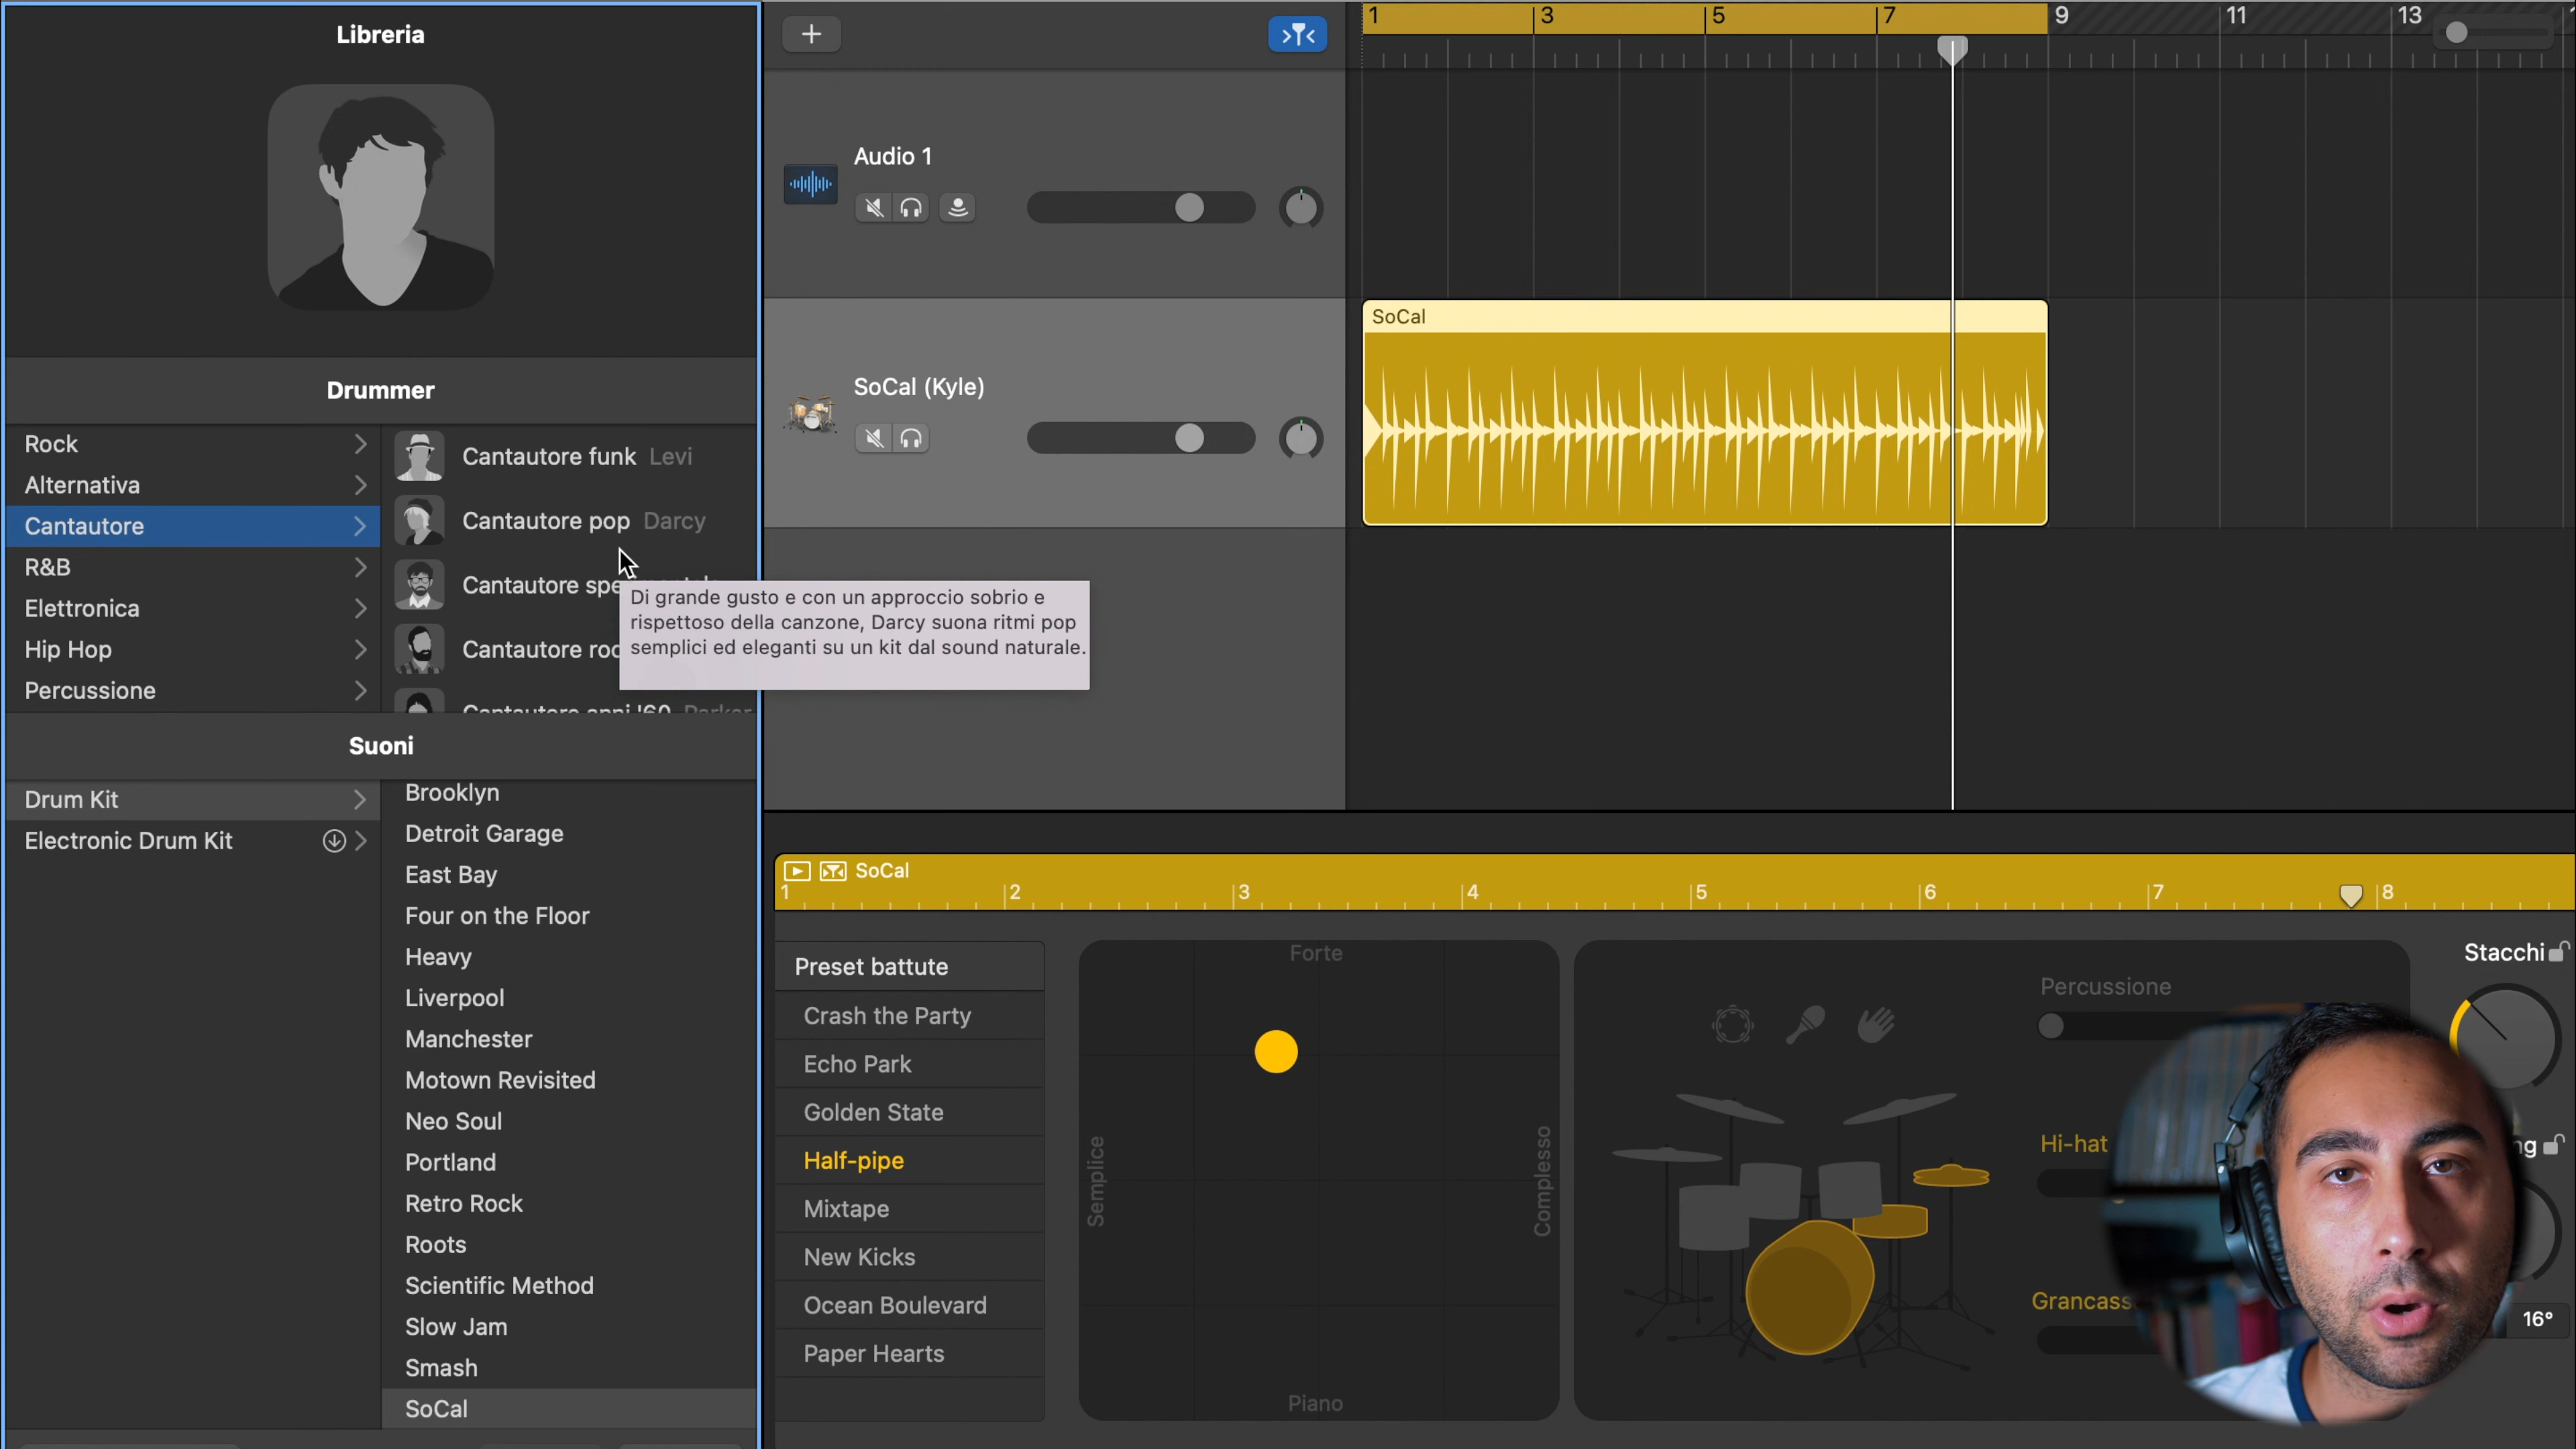 Libreria
Drummer
Rock
Alternativa
Cantautore
R&B
Elettronica
Hip Hop
Percussione
Cantautore funk Levi
Cantautore pop Darcy
Cantautore
Cantautore
Cantautore anni '60 Parker
Di grande gusto e con un approccio sobrio e
rispettoso della canzone, Darcy suona ritmi pop
semplici ed eleganti su un kit dal sound naturale.
Suoni
Drum Kit
Electronic Drum Kit
Brooklyn
Detroit Garage
East Bay
Four on the Floor
Heavy
Liverpool
Manchester
Motown Revisited
Neo Soul
Portland
Retro Rock
Roots
Scientific Method
Slow Jam
Smash
SoCal
1 3 5 7 9 11 13
Audio 1
SoCal (Kyle)
SoCal
SoCal
1 2 3 4 5 6 7 8
Preset battute
Crash the Party
Echo Park
Golden State
Half-pipe
Mixtape
New Kicks
Ocean Boulevard
Paper Hearts
Forte
Semplice
Complesso
Piano
Percussione
Hi-hat
Stacchi
16°